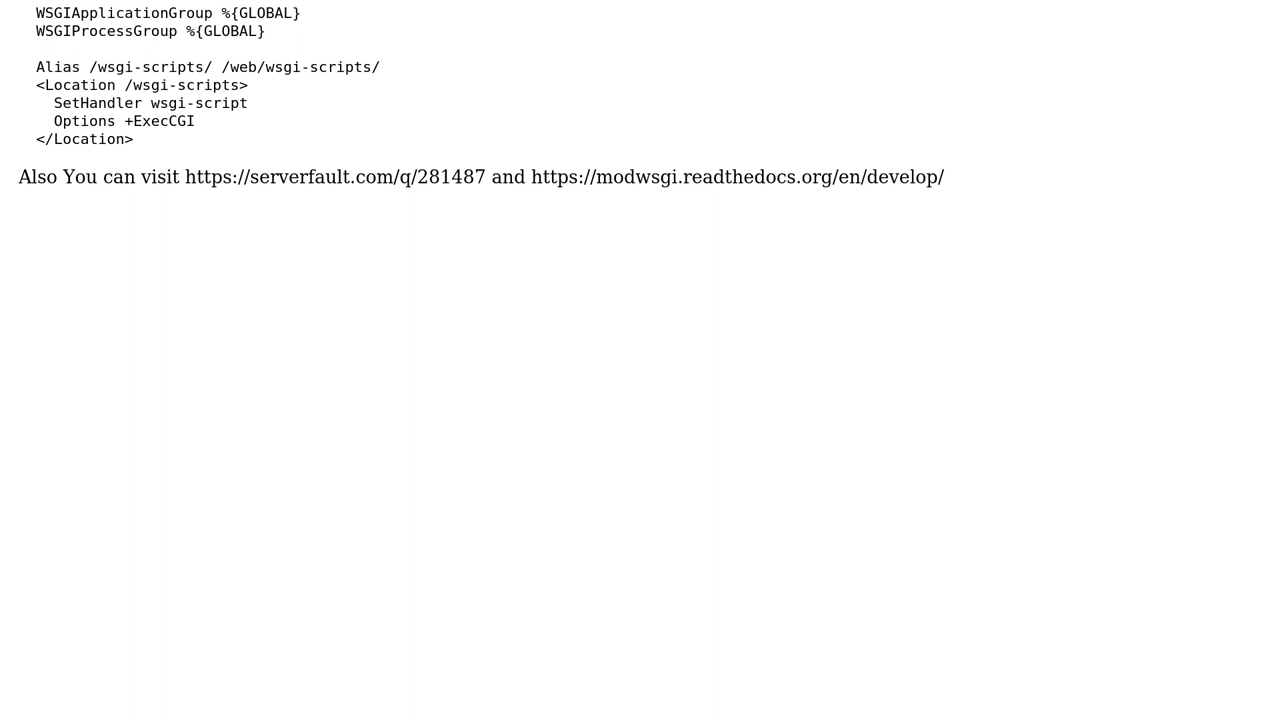 WSGIApplicationGroup %{GLOBAL}
WSGIProcessGroup %{GLOBAL}
Alias /wsgi-scripts/ /web/wsgi-scripts/
<Location /wsgi-scripts>
SetHandler wsgi-script
Options +ExecCGI
</Location>
Also You can visit https://serverfault.com/q/281487 and https://modwsgi.readthedocs.org/en/develop/